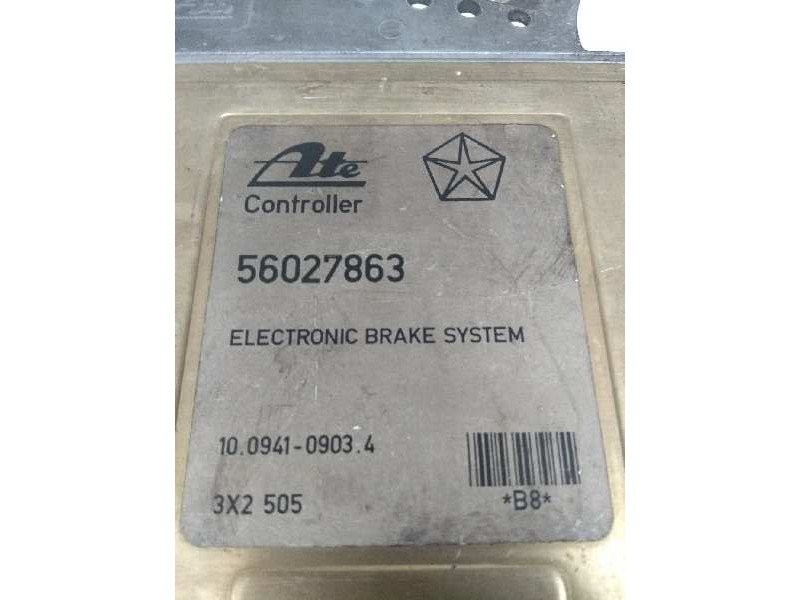 Ate
Controller
56027863
ELECTRONIC BRAKE SYSTEM
10.0941-0903.4
3X2 505
*B8*